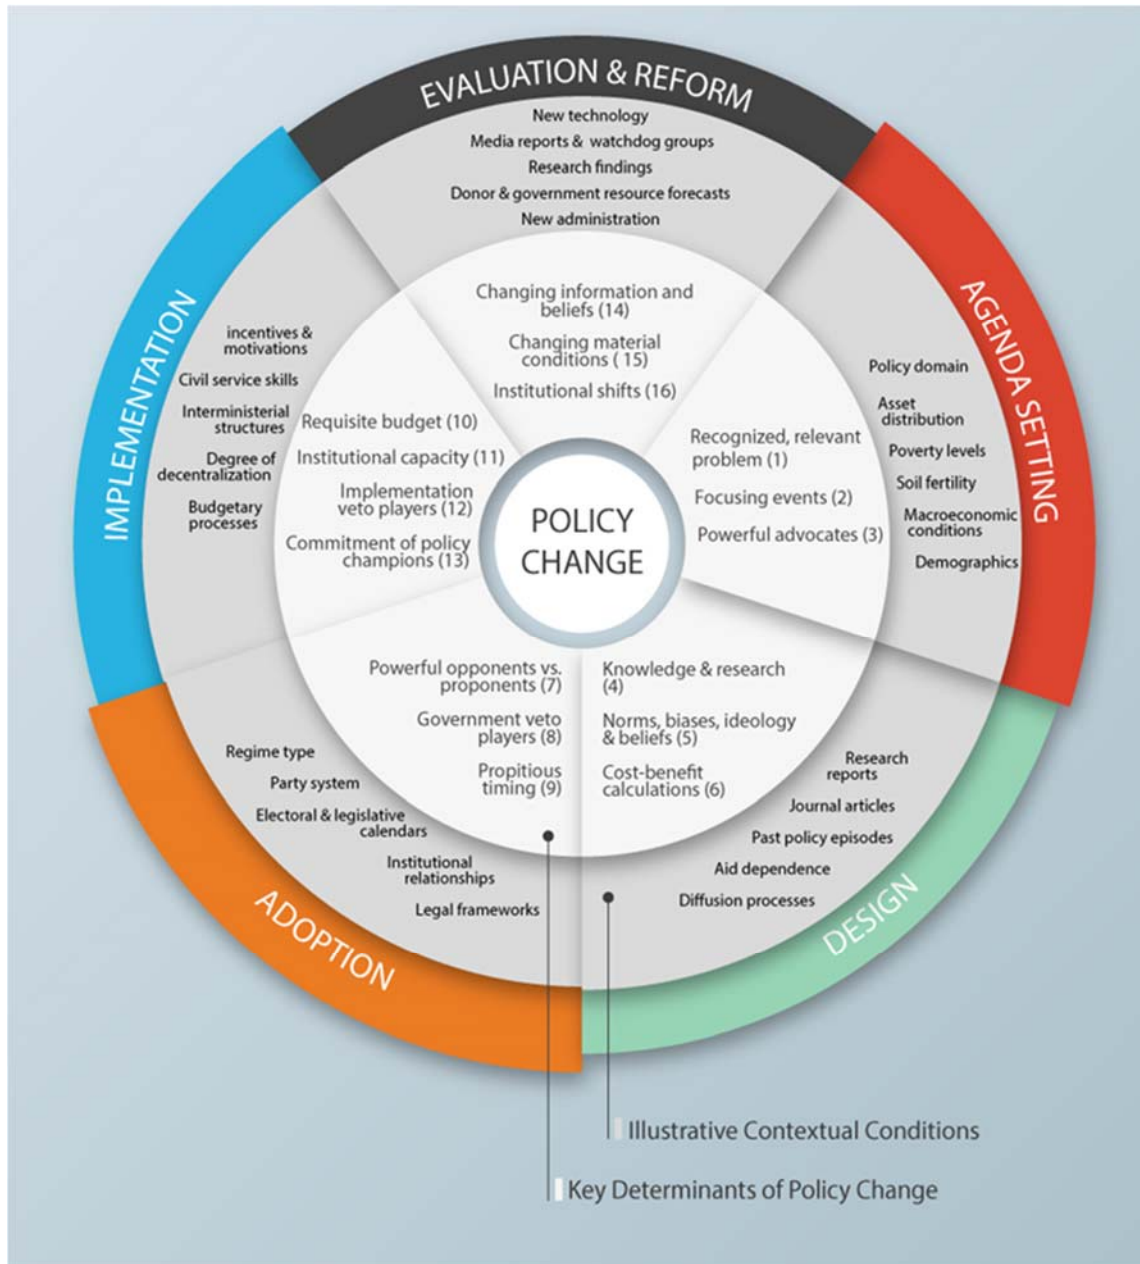 EVALUATION & REFORM
New technology
Media reports & watchdog groups
Research findings
Donor & government resource forecasts
New administration
Changing information and
beliefs (14)
Changing material
conditions ( 15)
Institutional shifts (16)
AGENDA SETTING
Policy domain
Asset
distribution
Poverty levels
Soil fertility
Macroeconomic
conditions
Demographics
Recognized, relevant
problem (1)
Focusing events (2)
Powerful advocates (3)
DESIGN
Knowledge & research
(4)
Norms, biases, ideology
& beliefs (5)
Cost-benefit
calculations (6)
Research
reports
Journal articles
Past policy episodes
Aid dependence
Diffusion processes
ADOPTION
Powerful opponents vs.
proponents (7)
Government veto
players (8)
Propitious
timing (9)
Regime type
Party system
Electoral & legislative
calendars
Institutional
relationships
Legal frameworks
IMPLEMENTATION
incentives &
motivations
Civil service skills
Interministerial
structures
Degree of
decentralization
Budgetary
processes
Requisite budget (10)
Institutional capacity (11)
Implementation
veto players (12)
Commitment of policy
champions (13)
POLICY
CHANGE
Illustrative Contextual Conditions
Key Determinants of Policy Change